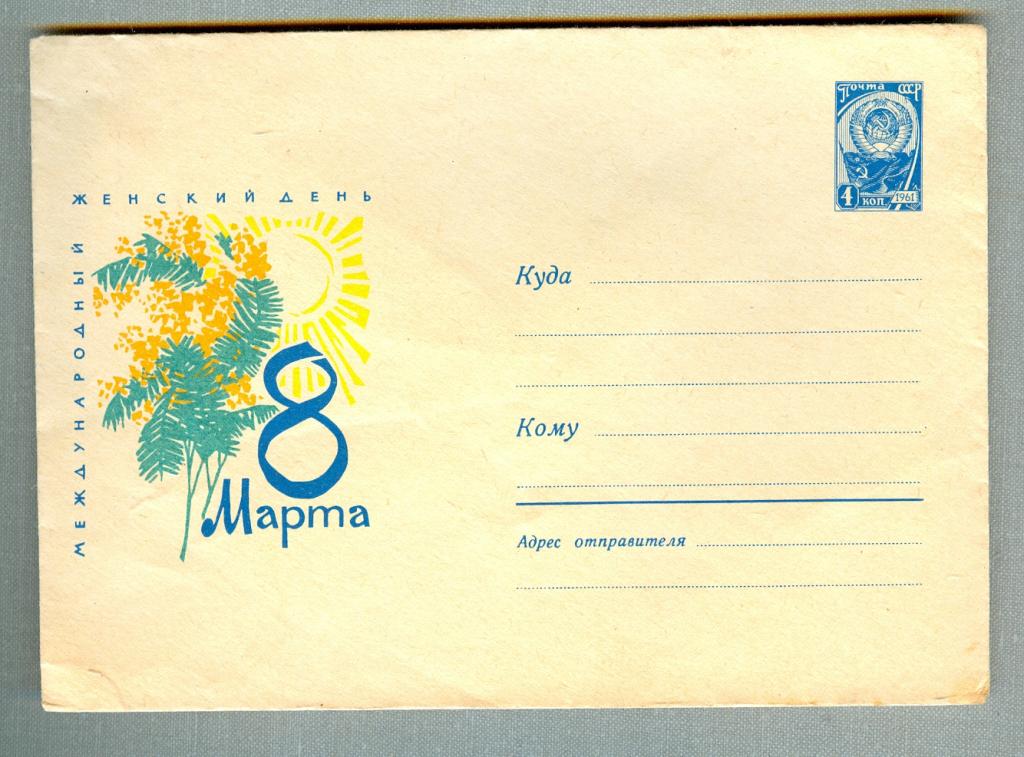 Почта СССР
4 коп. 1961
МЕЖДУНАРОДНЫЙ
ЖЕНСКИЙ ДЕНЬ
8
Марта
Куда
Кому
Адрес отправителя